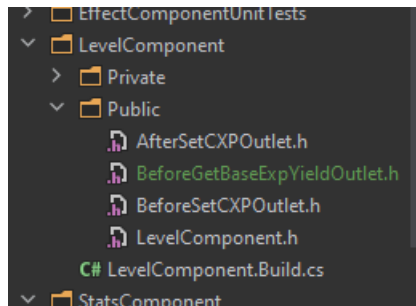 EffectComponentUnitTests
LevelComponent
Private
Public
.h AfterSetCXPOutlet.h
.h BeforeGetBaseExpYieldOutlet.h
.h BeforeSetCXPOutlet.h
.h LevelComponent.h
C# LevelComponent.Build.cs
StatsComponent